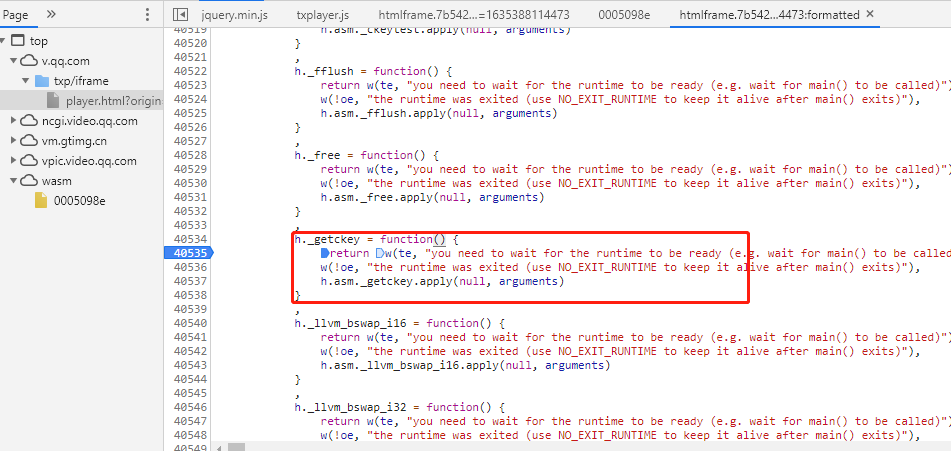 Page
jquery.min.js
txplayer.js
htmlframe.7b542...=1635388114473
0005098e
htmlframe.7b542...4473:formatted
top
v.qq.com
txp/iframe
player.html?origin
ncgi.video.qq.com
vm.gtimg.cn
vpic.video.qq.com
wasm
0005098e
40519 h.asm._ckeytest.apply(null, arguments)
40520 }
40521 ,
40522 h._fflush = function() {
40523 return w(te, "you need to wait for the runtime to be ready (e.g. wait for main() to be called)")
40524 w(!oe, "the runtime was exited (use NO_EXIT_RUNTIME to keep it alive after main() exits)"),
40525 h.asm._fflush.apply(null, arguments)
40526 }
40527 ,
40528 h._free = function() {
40529 return w(te, "you need to wait for the runtime to be ready (e.g. wait for main() to be called)")
40530 w(!oe, "the runtime was exited (use NO_EXIT_RUNTIME to keep it alive after main() exits)"),
40531 h.asm._free.apply(null, arguments)
40532 }
40533 ,
40534 h._getckey = function() {
40535 return w(te, "you need to wait for the runtime to be ready (e.g. wait for main() to be called
40536 w(!oe, "the runtime was exited (use NO_EXIT_RUNTIME to keep it alive after main() exits)"),
40537 h.asm._getckey.apply(null, arguments)
40538 }
40539 ,
40540 h._llvm_bswap_i16 = function() {
40541 return w(te, "you need to wait for the runtime to be ready (e.g. wait for main() to be called)")
40542 w(!oe, "the runtime was exited (use NO_EXIT_RUNTIME to keep it alive after main() exits)"),
40543 h.asm._llvm_bswap_i16.apply(null, arguments)
40544 }
40545 ,
40546 h._llvm_bswap_i32 = function() {
40547 return w(te, "you need to wait for the runtime to be ready (e.g. wait for main() to be called)")
40548 w(!oe, "the runtime was exited (use NO_EXIT_RUNTIME to keep it alive after main() exits)"),